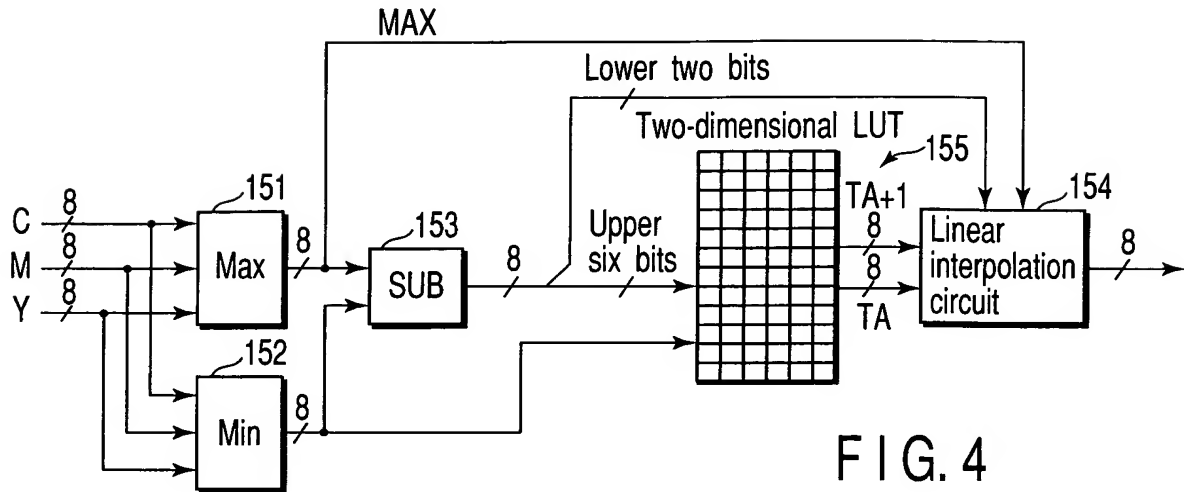 MAX
Lower two bits
Two-dimensional LUT
155
151
153
TA+1
154
C 8
M 8
Y 8
Max
8
SUB
8
Upper
six bits
8
8
TA
Linear
interpolation
circuit
8
152
Min
8
FIG. 4